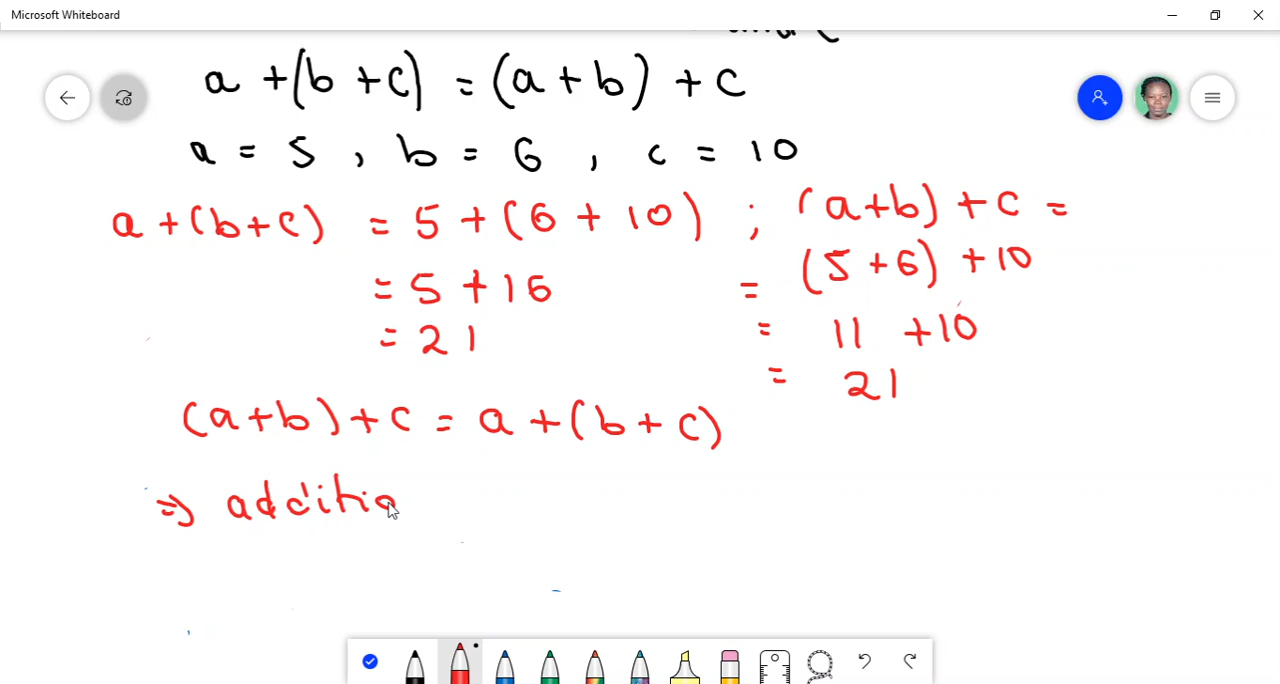 Microsoft Whiteboard
a + (b + c) = (a + b) + c
a = 5 , b = 6 , c = 10
a + (b + c) = 5 + (6 + 10) ; (a + b) + c =
(5 + 6) + 10
= 5 + 16 =
= 11 + 10
= 21
= 21
(a + b) + c = a + (b + c)
⇒ additio